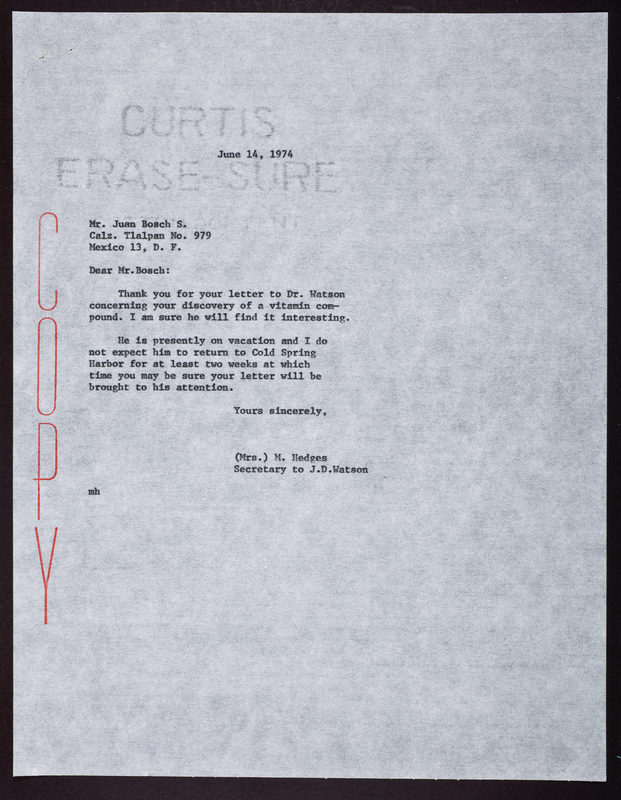 CURTIS
June 14, 1974
ERASE-SURE
Mr. Juan Bosch S.
Calz. Tlalpan No. 979
Mexico 13, D. F.
Dear Mr.Bosch:
Thank you for your letter to Dr. Watson
concerning your discovery of a vitamin com-
pound. I am sure he will find it interesting.
He is presently on vacation and I do
not expect him to return to Cold Spring
Harbor for at least two weeks at which
time you may be sure your letter will be
brought to his attention.
Yours sincerely,
(Mrs.) M. Hedges
Secretary to J.D.Watson
mh
COPY